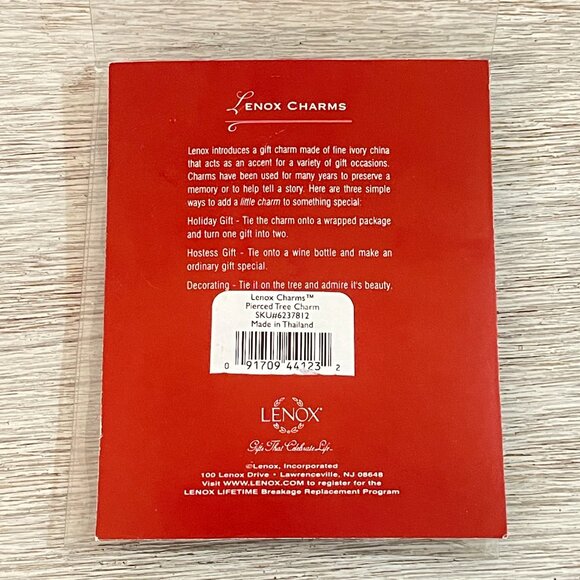 LENOX CHARMS
Lenox introduces a gift charm made of fine ivory china
that acts as an accent for a variety of gift occasions.
Charms have been used for many years to preserve a
memory or to help tell a story. Here are three simple
ways to add a little charm to something special:
Holiday Gift - Tie the charm onto a wrapped package
and turn one gift into two.
Hostess Gift - Tie onto a wine bottle and make an
ordinary gift special.
Decorating - Tie it on the tree and admire it's beauty.
Lenox Charms™
Pierced Tree Charm
SKU#6237812
Made in Thailand
0 91709 44123 2
LENOX®
Gifts That Celebrate Life™
©Lenox, Incorporated
100 Lenox Drive • Lawrenceville, NJ 08648
Visit WWW.LENOX.COM to register for the
LENOX LIFETIME Breakage Replacement Program